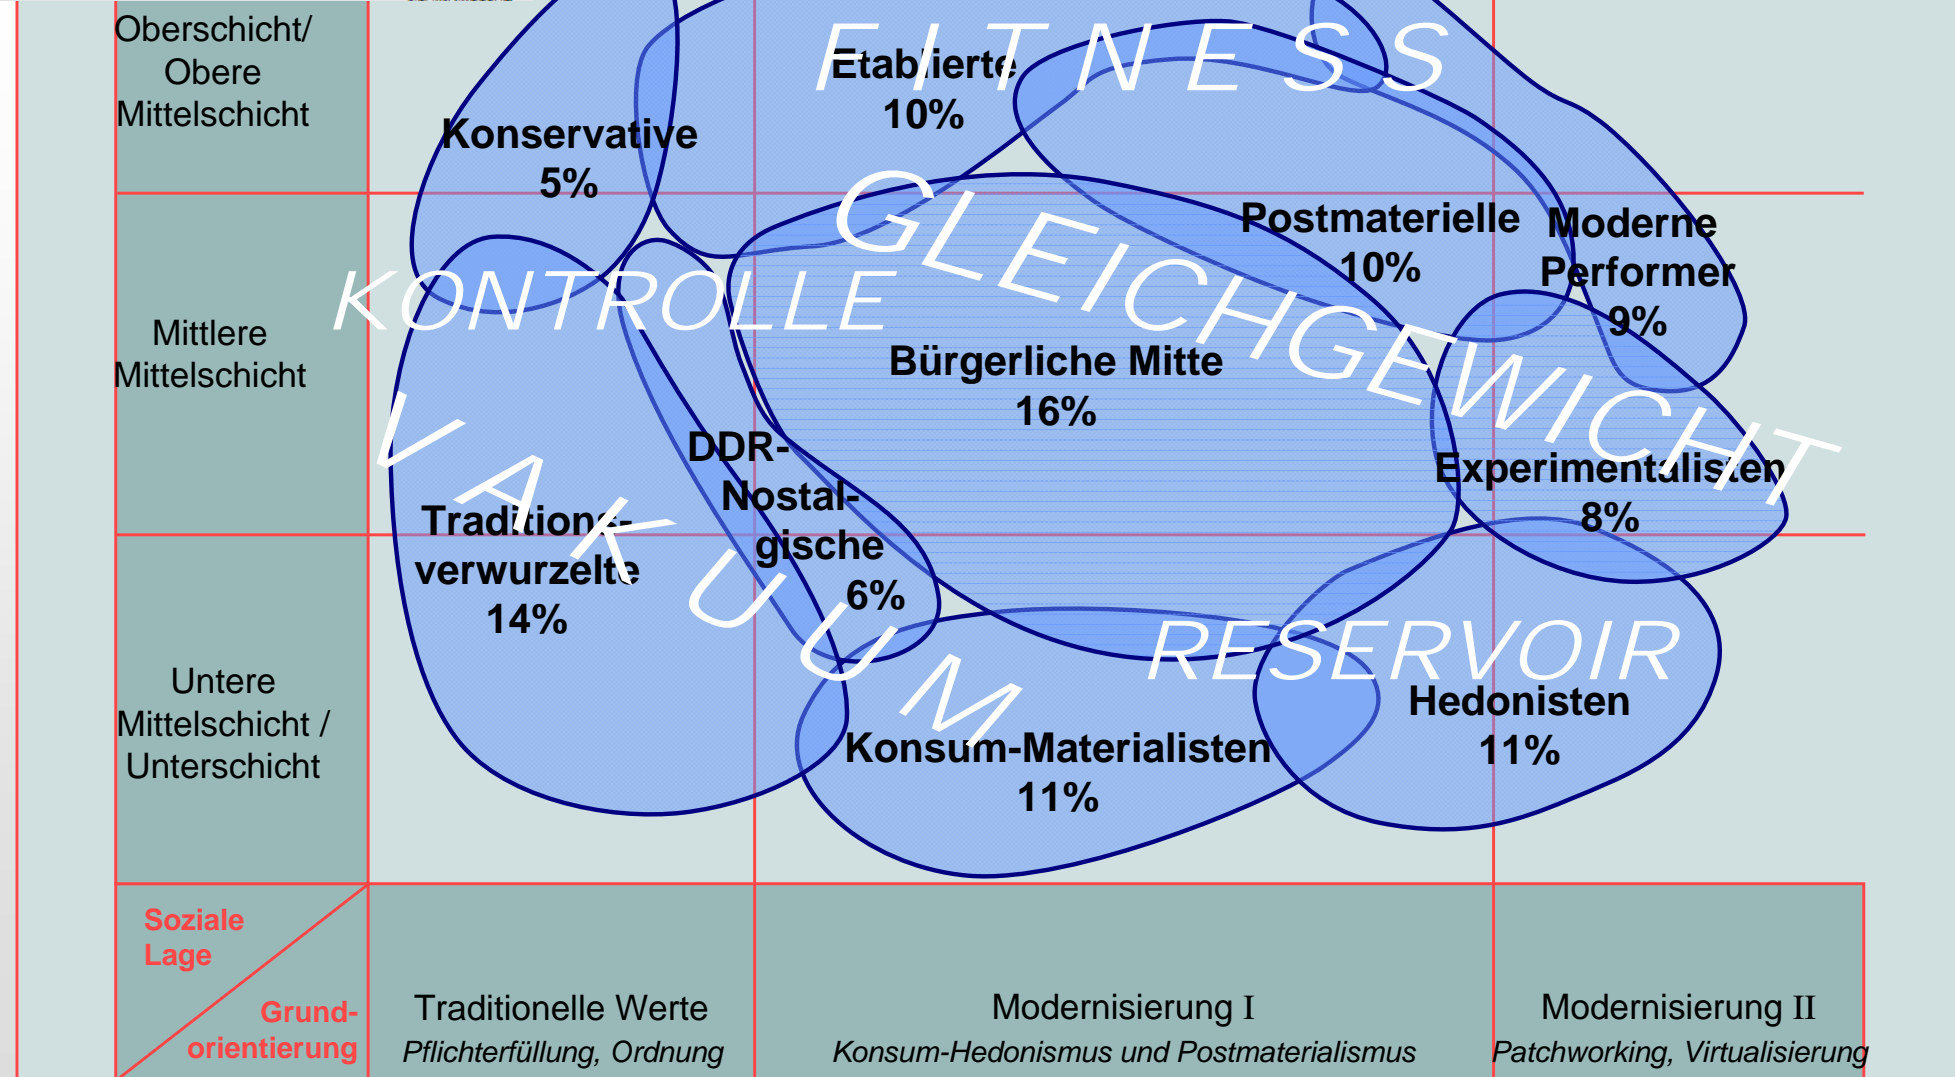 Oberschicht/
Obere
Mittelschicht
FITNESS
Etablierte
10%
Konservative
5%
GLEICHGEWICHT
Postmaterielle
10%
Moderne
Performer
9%
KONTROLLE
Mittlere
Mittelschicht
Bürgerliche Mitte
16%
VAKUUM
DDR-
Nostal-
gische
6%
Experimentalisten
8%
Traditions-
verwurzelte
14%
RESERVOIR
Untere
Mittelschicht /
Unterschicht
Hedonisten
11%
Konsum-Materialisten
11%
Soziale
Lage
Grund-
orientierung
Traditionelle Werte
Pflichterfüllung, Ordnung
Modernisierung I
Konsum-Hedonismus und Postmaterialismus
Modernisierung II
Patchworking, Virtualisierung